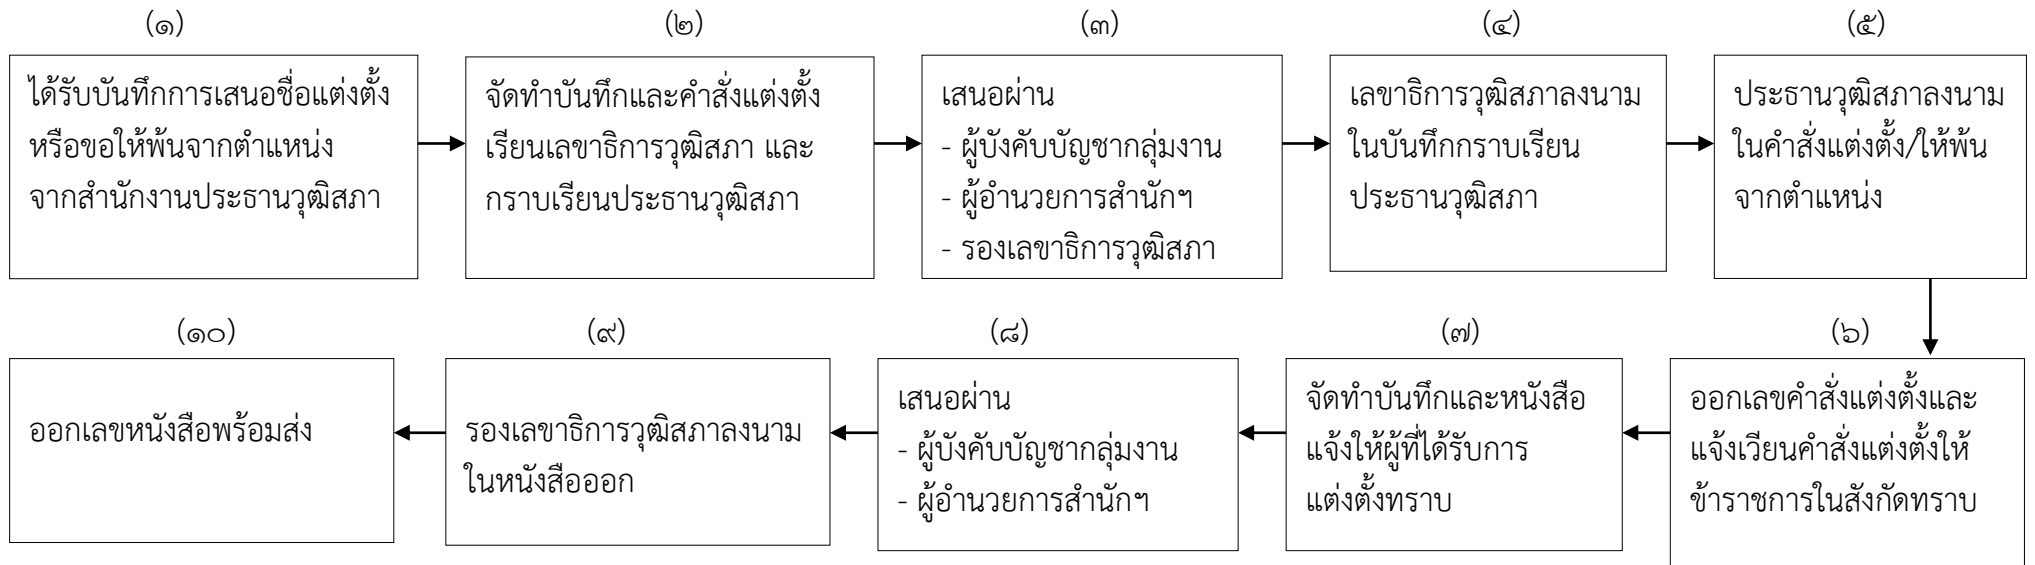 (๑)
ได้รับบันทึกการเสนอชื่อแต่งตั้ง
หรือขอให้พ้นจากตำแหน่ง
จากสำนักงานประธานวุฒิสภา
(๒)
จัดทำบันทึกและคำสั่งแต่งตั้ง
เรียนเลขาธิการวุฒิสภา และ
กราบเรียนประธานวุฒิสภา
(๓)
เสนอผ่าน
- ผู้บังคับบัญชากลุ่มงาน
- ผู้อำนวยการสำนักฯ
- รองเลขาธิการวุฒิสภา
(๔)
เลขาธิการวุฒิสภาลงนาม
ในบันทึกกราบเรียน
ประธานวุฒิสภา
(๕)
ประธานวุฒิสภาลงนาม
ในคำสั่งแต่งตั้ง/ให้พ้น
จากตำแหน่ง
(๖)
ออกเลขคำสั่งแต่งตั้งและ
แจ้งเวียนคำสั่งแต่งตั้งให้
ข้าราชการในสังกัดทราบ
(๗)
จัดทำบันทึกและหนังสือ
แจ้งให้ผู้ที่ได้รับการ
แต่งตั้งทราบ
(๘)
เสนอผ่าน
- ผู้บังคับบัญชากลุ่มงาน
- ผู้อำนวยการสำนักฯ
(๙)
รองเลขาธิการวุฒิสภาลงนาม
ในหนังสือออก
(๑๐)
ออกเลขหนังสือพร้อมส่ง